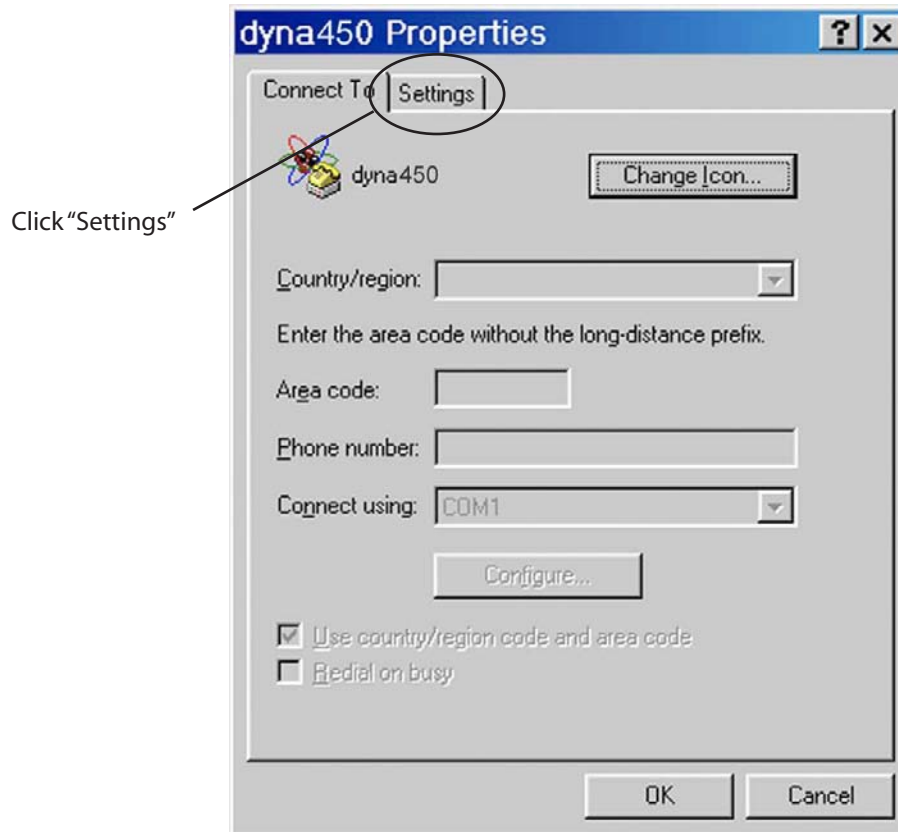 dyna450 Properties
Connect To
Settings
Click “Settings”
dyna450
Change Icon...
Country/region:
Enter the area code without the long-distance prefix.
Area code:
Phone number:
Connect using: COM1
Configure...
Use country/region code and area code
Redial on busy
OK
Cancel